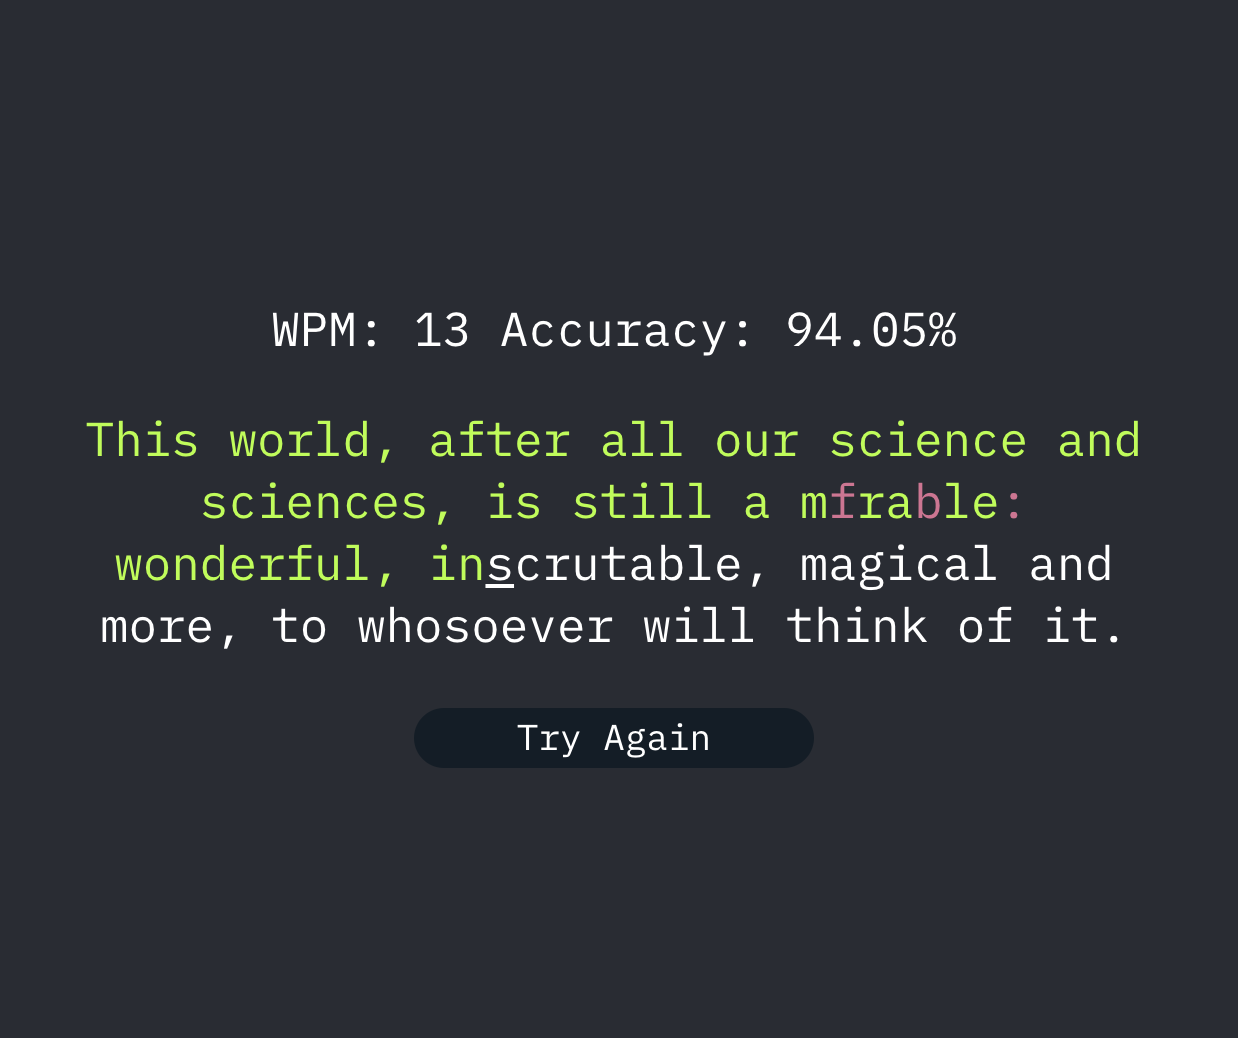 WPM: 13 Accuracy: 94.05%
This world, after all our science and
sciences, is still a mfrable:
wonderful, inscrutable, magical and
more, to whosoever will think of it.
Try Again